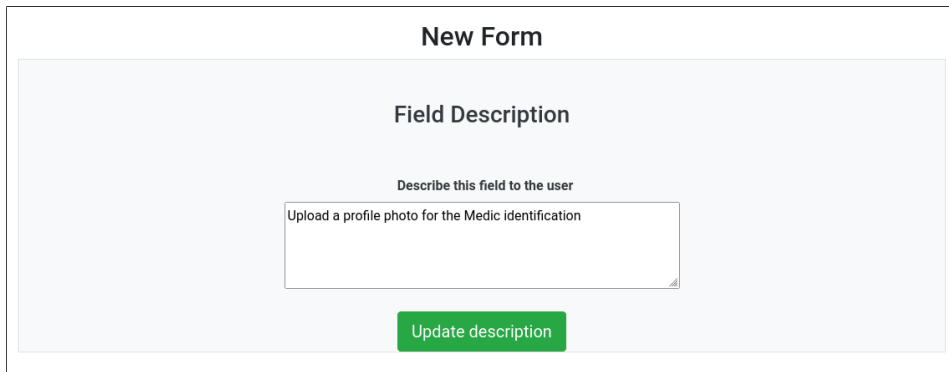 New Form
Field Description
Describe this field to the user
Upload a profile photo for the Medic identification
Update description